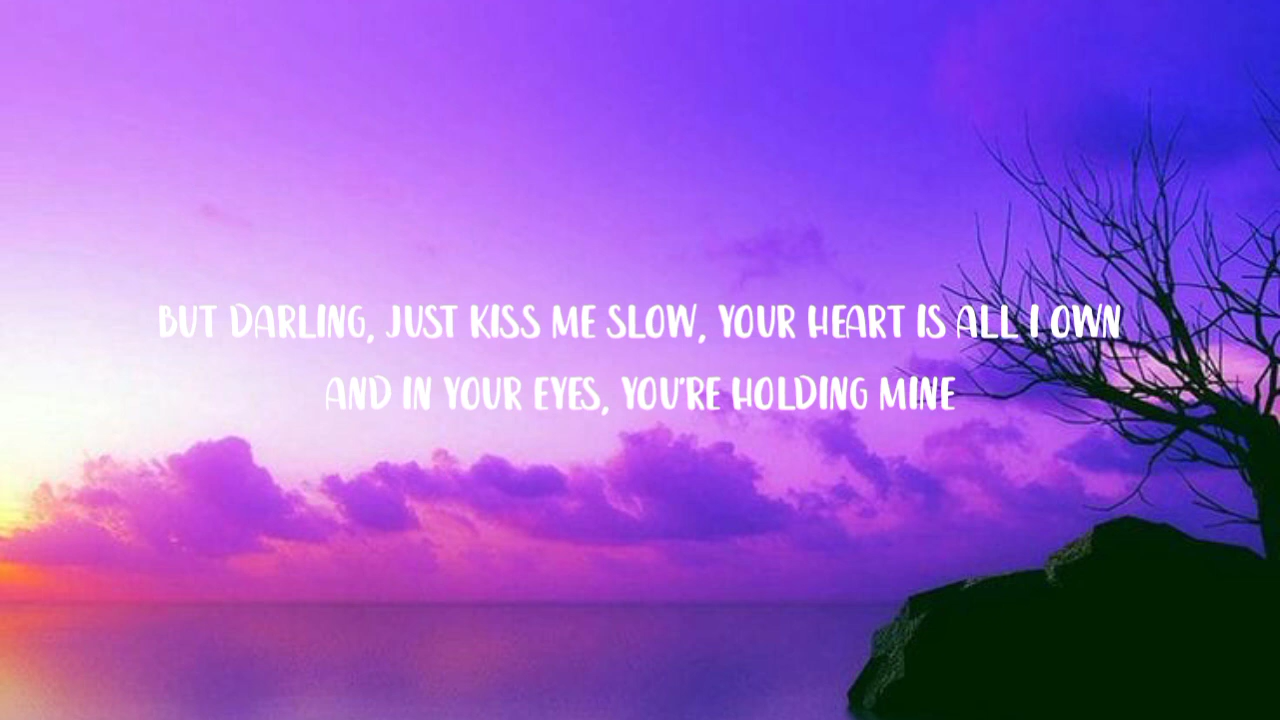 BUT DARLING, JUST KISS ME SLOW, YOUR HEART IS ALL I OWN
AND IN YOUR EYES, YOU'RE HOLDING MINE